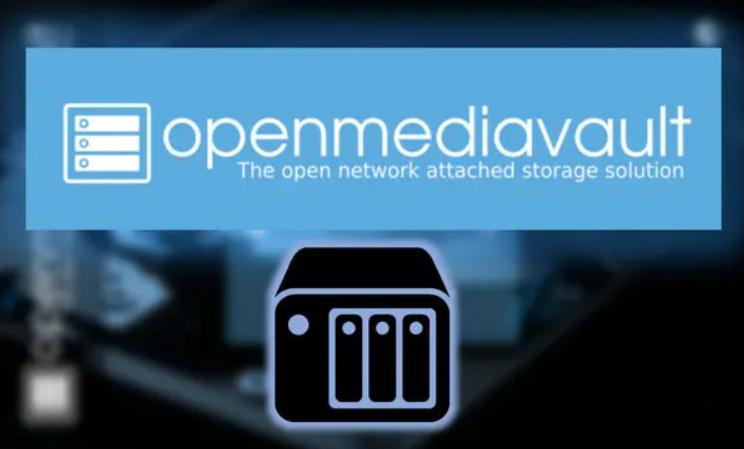 openmediavault
The open network attached storage solution